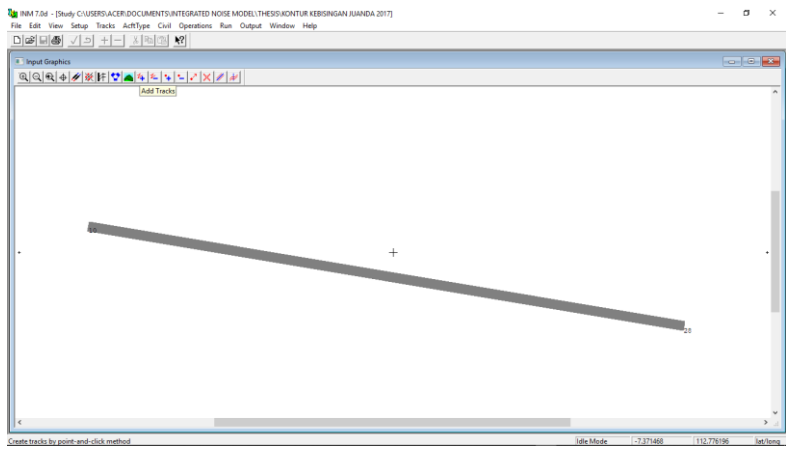 INM 7.0d - [Study C:\USERS\ACER\DOCUMENTS\INTEGRATED NOISE MODEL\THESIS\KONTUR KEBISINGAN JUANDA 2017]
File Edit View Setup Tracks AcftType Civil Operations Run Output Window Help
Input Graphics
Add Tracks
10
28
Create tracks by point-and-click method Idle Mode -7.371468 112.776196 lat/long